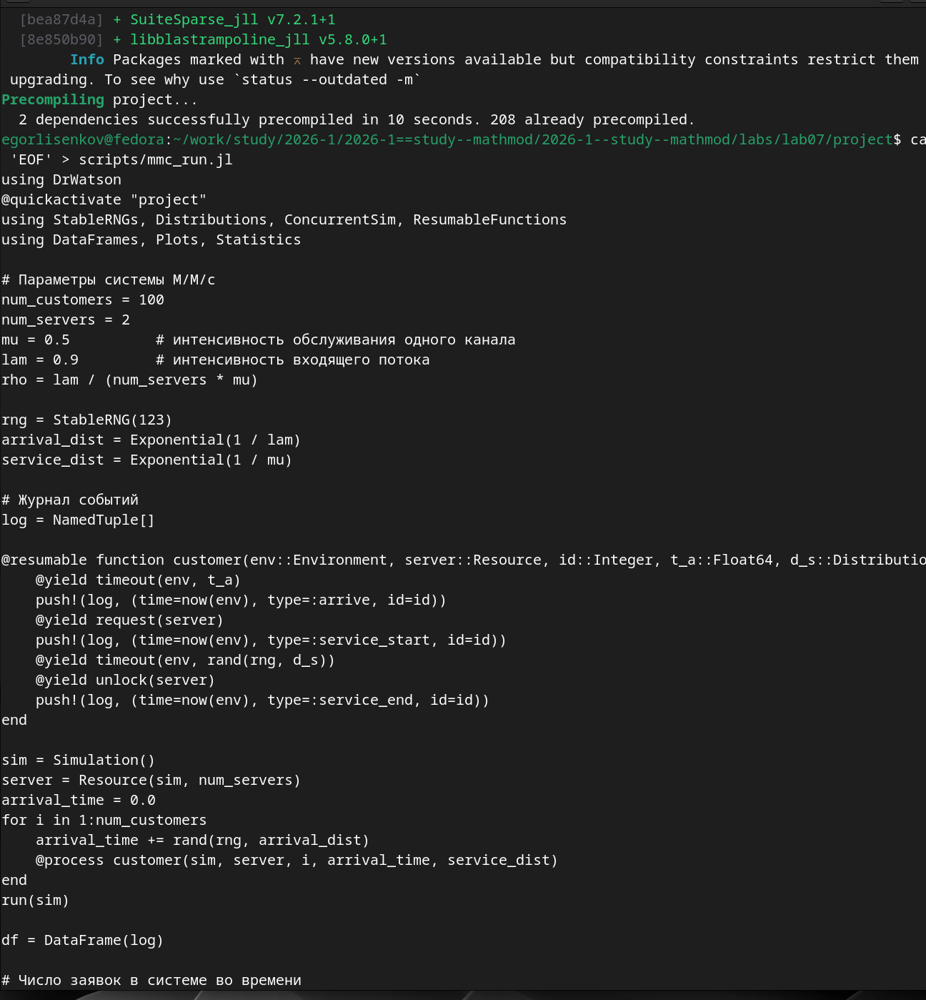 [bea87d4a] + SuiteSparse_jll v7.2.1+1
[8e850b90] + libblastrampoline_jll v5.8.0+1
Info Packages marked with ⌅ have new versions available but compatibility constraints restrict them
upgrading. To see why use `status --outdated -m`
Precompiling project...
2 dependencies successfully precompiled in 10 seconds. 208 already precompiled.
egorlisenkov@fedora:~/work/study/2026-1/2026-1==study--mathmod/2026-1--study--mathmod/labs/lab07/project$ ca
'EOF' > scripts/mmc_run.jl
using DrWatson
@quickactivate "project"
using StableRNGs, Distributions, ConcurrentSim, ResumableFunctions
using DataFrames, Plots, Statistics
# Параметры системы M/M/c
num_customers = 100
num_servers = 2
mu = 0.5          # интенсивность обслуживания одного канала
lam = 0.9         # интенсивность входящего потока
rho = lam / (num_servers * mu)
rng = StableRNG(123)
arrival_dist = Exponential(1 / lam)
service_dist = Exponential(1 / mu)
# Журнал событий
log = NamedTuple[]
@resumable function customer(env::Environment, server::Resource, id::Integer, t_a::Float64, d_s::Distributio
    @yield timeout(env, t_a)
    push!(log, (time=now(env), type=:arrive, id=id))
    @yield request(server)
    push!(log, (time=now(env), type=:service_start, id=id))
    @yield timeout(env, rand(rng, d_s))
    @yield unlock(server)
    push!(log, (time=now(env), type=:service_end, id=id))
end
sim = Simulation()
server = Resource(sim, num_servers)
arrival_time = 0.0
for i in 1:num_customers
    arrival_time += rand(rng, arrival_dist)
    @process customer(sim, server, i, arrival_time, service_dist)
end
run(sim)
df = DataFrame(log)
# Число заявок в системе во времени